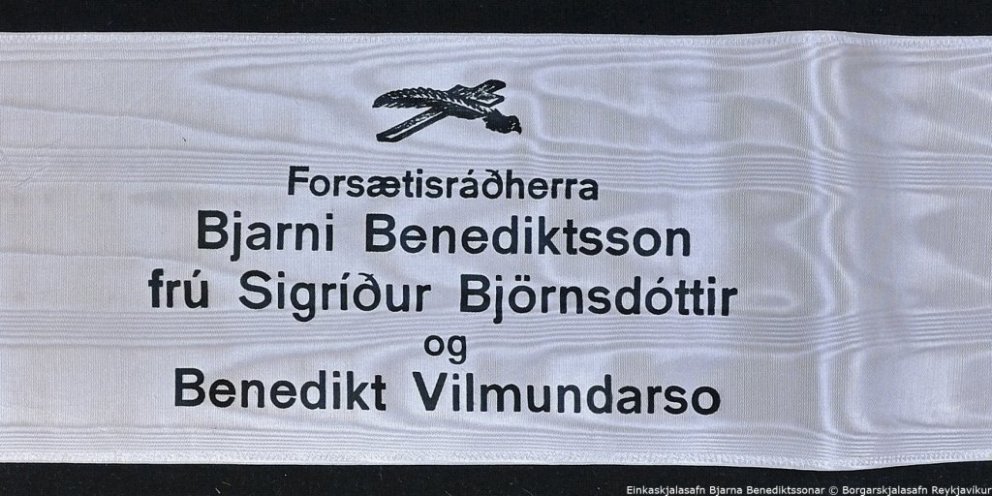 Forsætisráðherra
Bjarni Benediktsson
frú Sigríður Björnsdóttir
og
Benedikt Vilmundarso
Einkaskjalasafn Bjarna Benediktssonar © Borgarskjalasafn Reykjavíkur